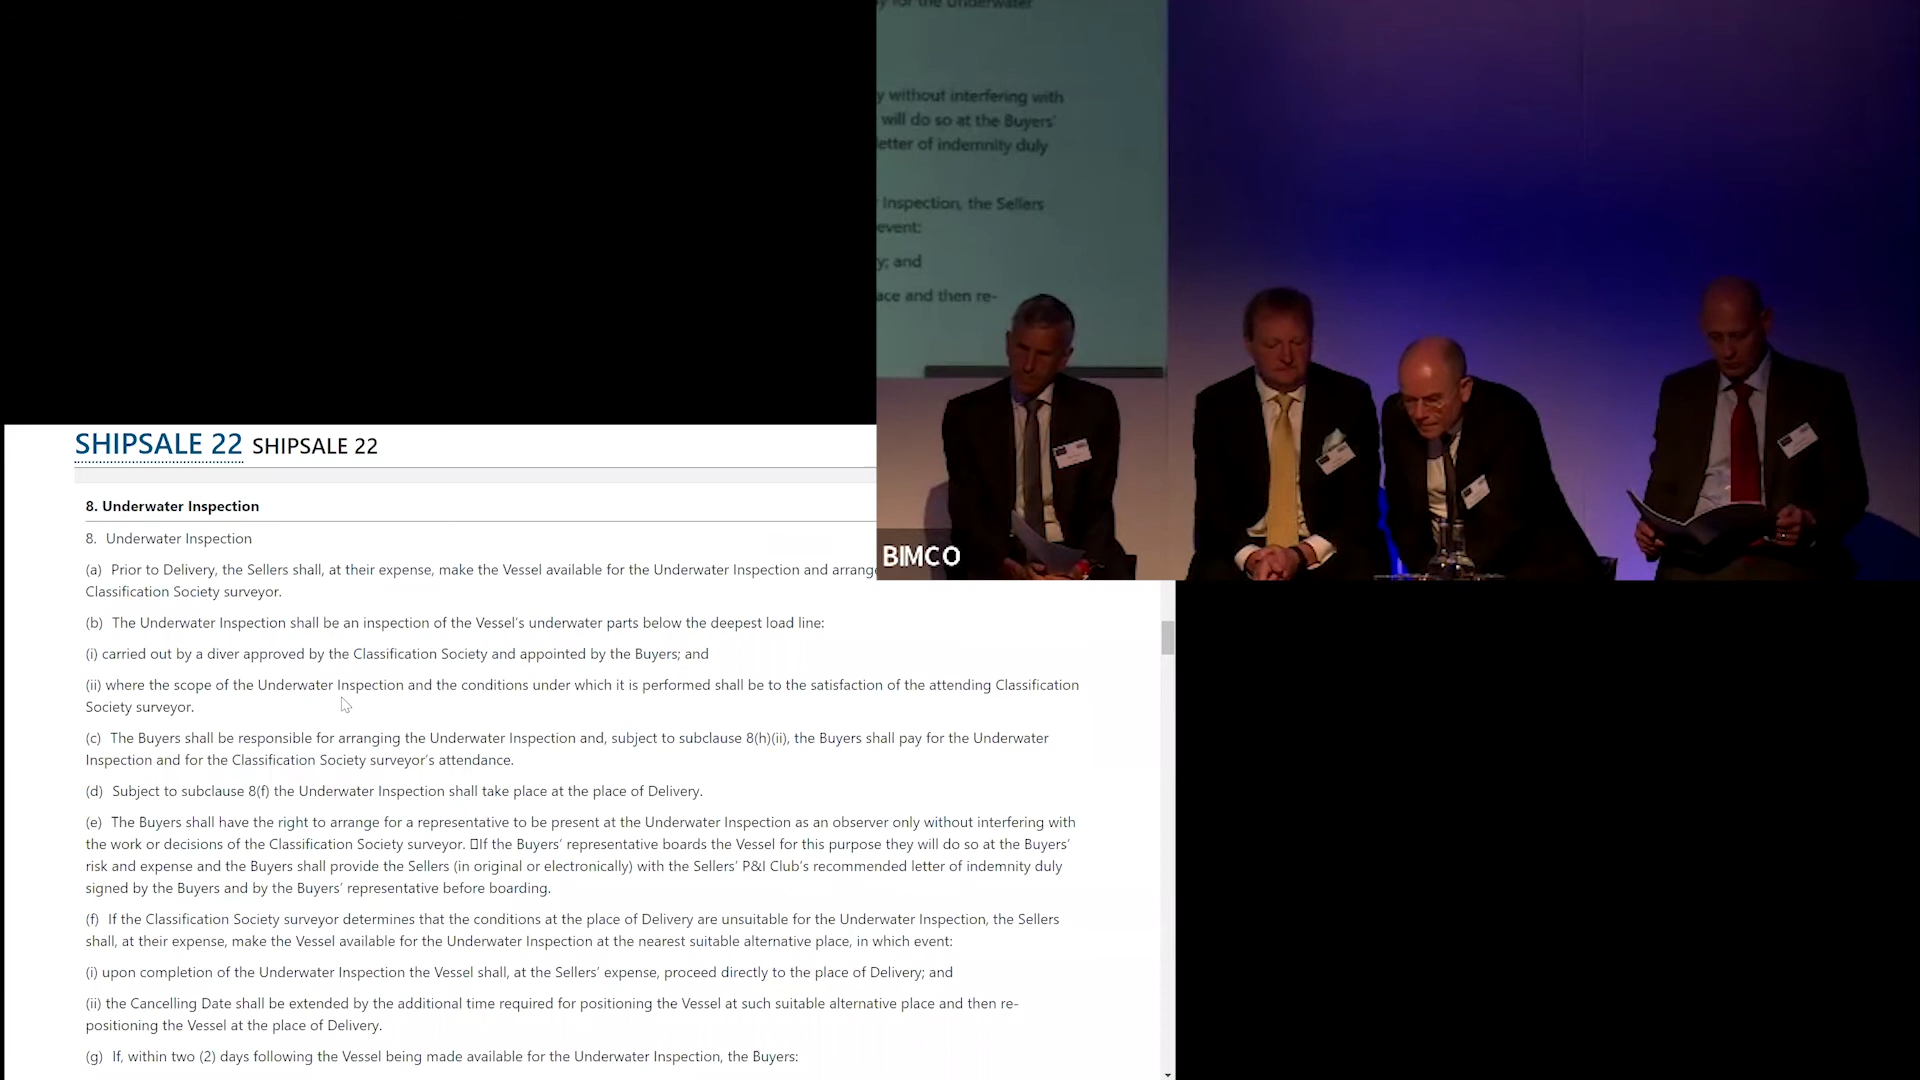 y for the Underwater
y without interfering with
will do so at the Buyers'
letter of indemnity duly
Inspection, the Sellers
event:
y; and
ace and then re-
BIMCO
SHIPSALE 22 SHIPSALE 22
8. Underwater Inspection
8. Underwater Inspection
(a) Prior to Delivery, the Sellers shall, at their expense, make the Vessel available for the Underwater Inspection and arrange
Classification Society surveyor.
(b) The Underwater Inspection shall be an inspection of the Vessel's underwater parts below the deepest load line:
(i) carried out by a diver approved by the Classification Society and appointed by the Buyers; and
(ii) where the scope of the Underwater Inspection and the conditions under which it is performed shall be to the satisfaction of the attending Classification
Society surveyor.
(c) The Buyers shall be responsible for arranging the Underwater Inspection and, subject to subclause 8(h)(ii), the Buyers shall pay for the Underwater
Inspection and for the Classification Society surveyor's attendance.
(d) Subject to subclause 8(f) the Underwater Inspection shall take place at the place of Delivery.
(e) The Buyers shall have the right to arrange for a representative to be present at the Underwater Inspection as an observer only without interfering with
the work or decisions of the Classification Society surveyor. If the Buyers' representative boards the Vessel for this purpose they will do so at the Buyers'
risk and expense and the Buyers shall provide the Sellers (in original or electronically) with the Sellers' P&I Club's recommended letter of indemnity duly
signed by the Buyers and by the Buyers' representative before boarding.
(f) If the Classification Society surveyor determines that the conditions at the place of Delivery are unsuitable for the Underwater Inspection, the Sellers
shall, at their expense, make the Vessel available for the Underwater Inspection at the nearest suitable alternative place, in which event:
(i) upon completion of the Underwater Inspection the Vessel shall, at the Sellers' expense, proceed directly to the place of Delivery; and
(ii) the Cancelling Date shall be extended by the additional time required for positioning the Vessel at such suitable alternative place and then re-
positioning the Vessel at the place of Delivery.
(g) If, within two (2) days following the Vessel being made available for the Underwater Inspection, the Buyers: